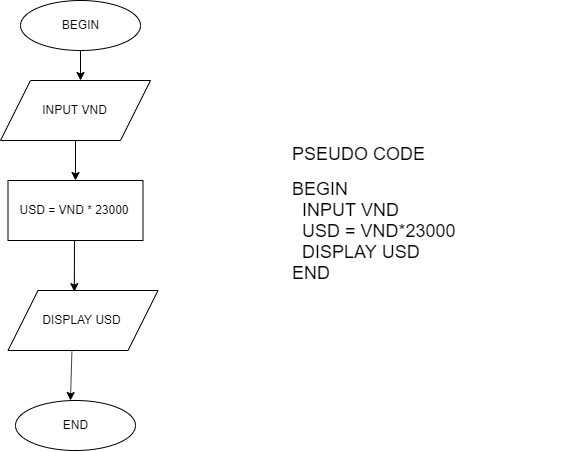 BEGIN
INPUT VND
USD = VND * 23000
DISPLAY USD
END
PSEUDO CODE
BEGIN
INPUT VND
USD = VND*23000
DISPLAY USD
END